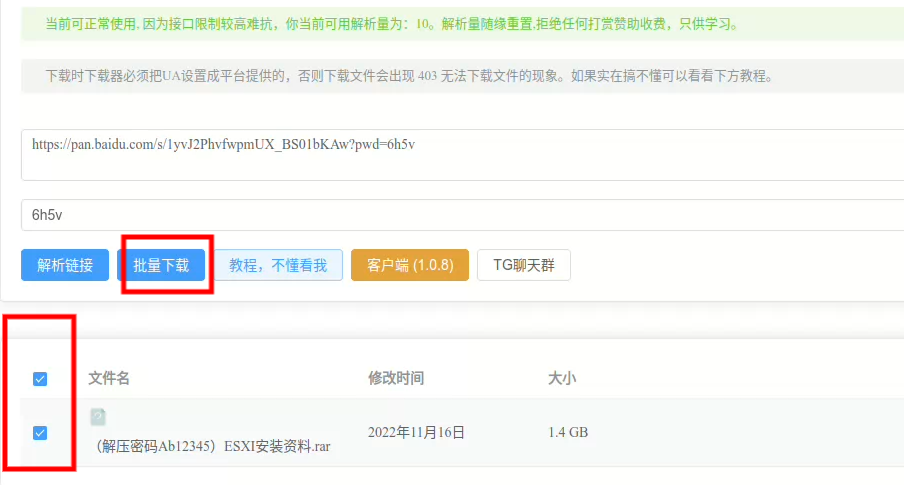 当前可正常使用, 因为接口限制较高难抗，你当前可用解析量为：10。解析量随缘重置,拒绝任何打赏赞助收费，只供学习。
下载时下载器必须把UA设置成平台提供的，否则下载文件会出现 403 无法下载文件的现象。如果实在搞不懂可以看看下方教程。
https://pan.baidu.com/s/1yvJ2PhvfwpmUX_BS01bKAw?pwd=6h5v
6h5v
解析链接 批量下载 教程，不懂看我 客户端 (1.0.8) TG聊天群
文件名 修改时间 大小
（解压密码Ab12345）ESXI安装资料.rar 2022年11月16日 1.4 GB